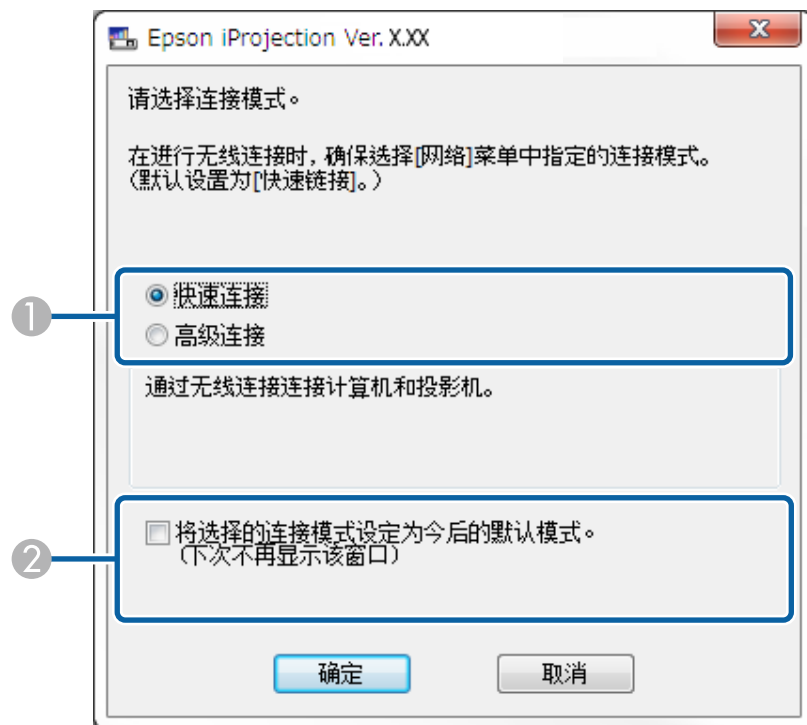 Epson iProjection Ver. X.XX
请选择连接模式。
在进行无线连接时,确保选择[网络]菜单中指定的连接模式。
(默认设置为[快速链接]。)
1
快速连接
高级连接
通过无线连接连接计算机和投影机。
2
将选择的连接模式设定为今后的默认模式。
(下次不再显示该窗口)
确定
取消